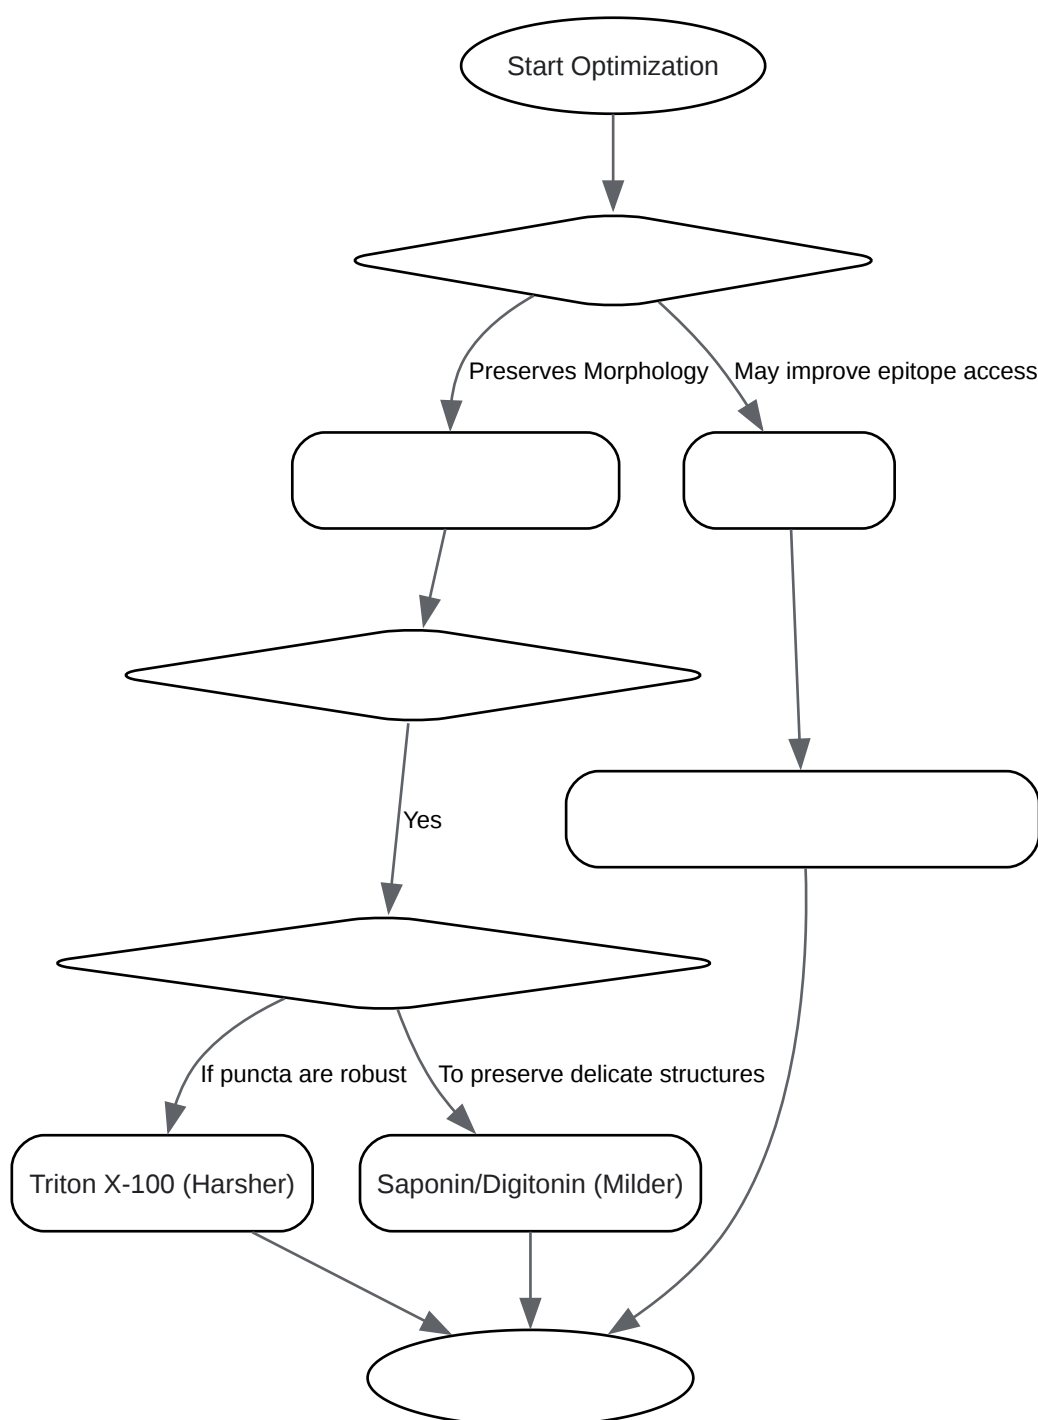 Start Optimization
Preserves Morphology
May improve epitope access
Yes
If puncta are robust
To preserve delicate structures
Triton X-100 (Harsher)
Saponin/Digitonin (Milder)